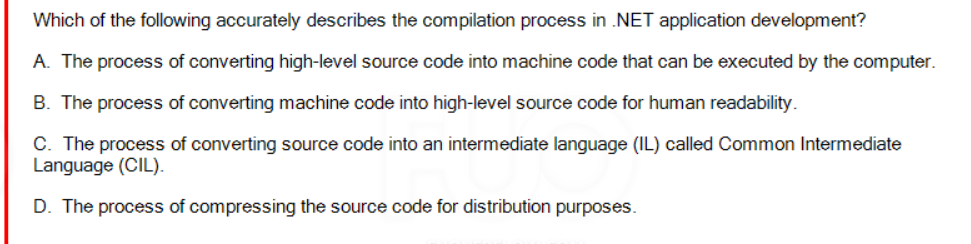 Which of the following accurately describes the compilation process in .NET application development?
A. The process of converting high-level source code into machine code that can be executed by the computer.
B. The process of converting machine code into high-level source code for human readability.
C. The process of converting source code into an intermediate language (IL) called Common Intermediate
Language (CIL).
D. The process of compressing the source code for distribution purposes.